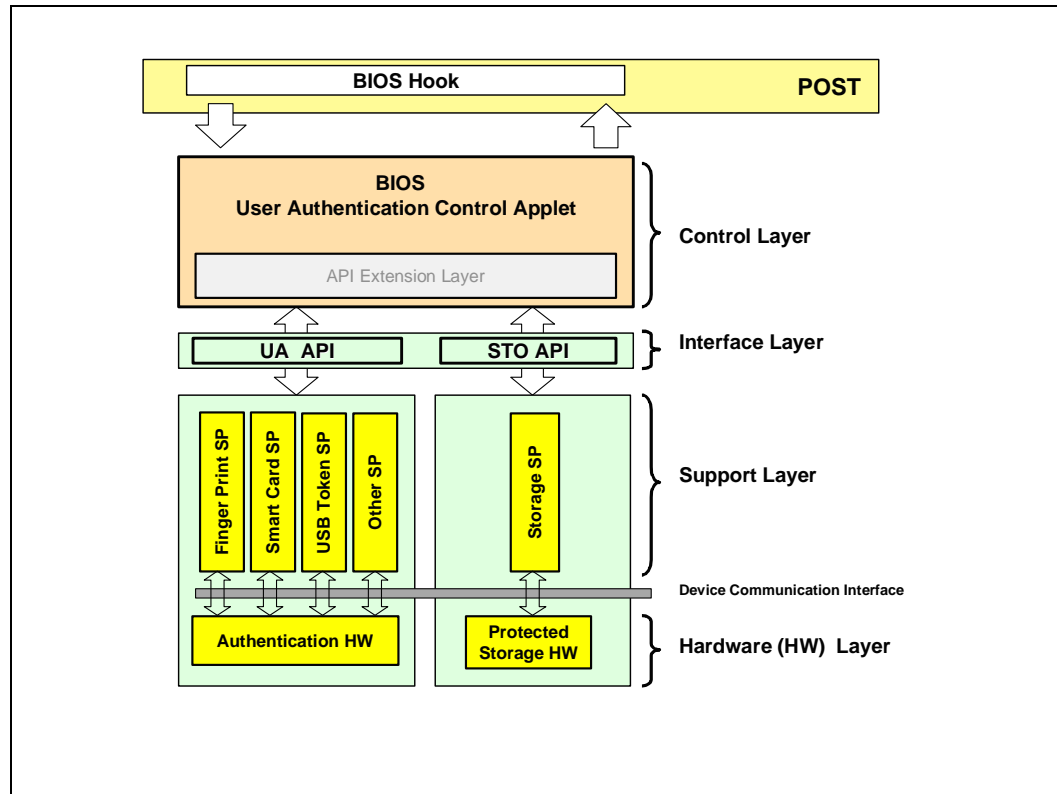 BIOS Hook
POST
BIOS
User Authentication Control Applet
API Extension Layer
Control Layer
UA API
STO API
Interface Layer
Finger Print SP
Smart Card SP
USB Token SP
Other SP
Storage SP
Support Layer
Device Communication Interface
Authentication HW
Protected
Storage HW
Hardware (HW) Layer